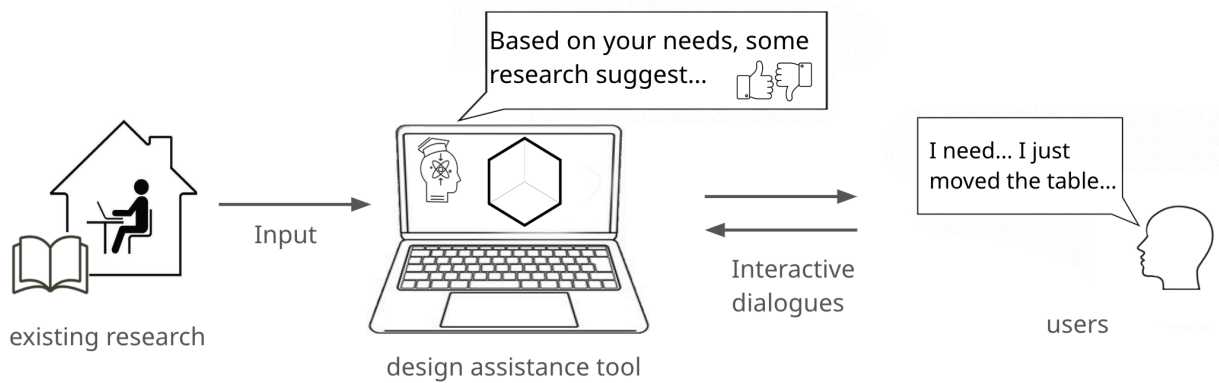 Based on your needs, some
research suggest...
I need... I just
moved the table...
Input
Interactive
dialogues
existing research
design assistance tool
users